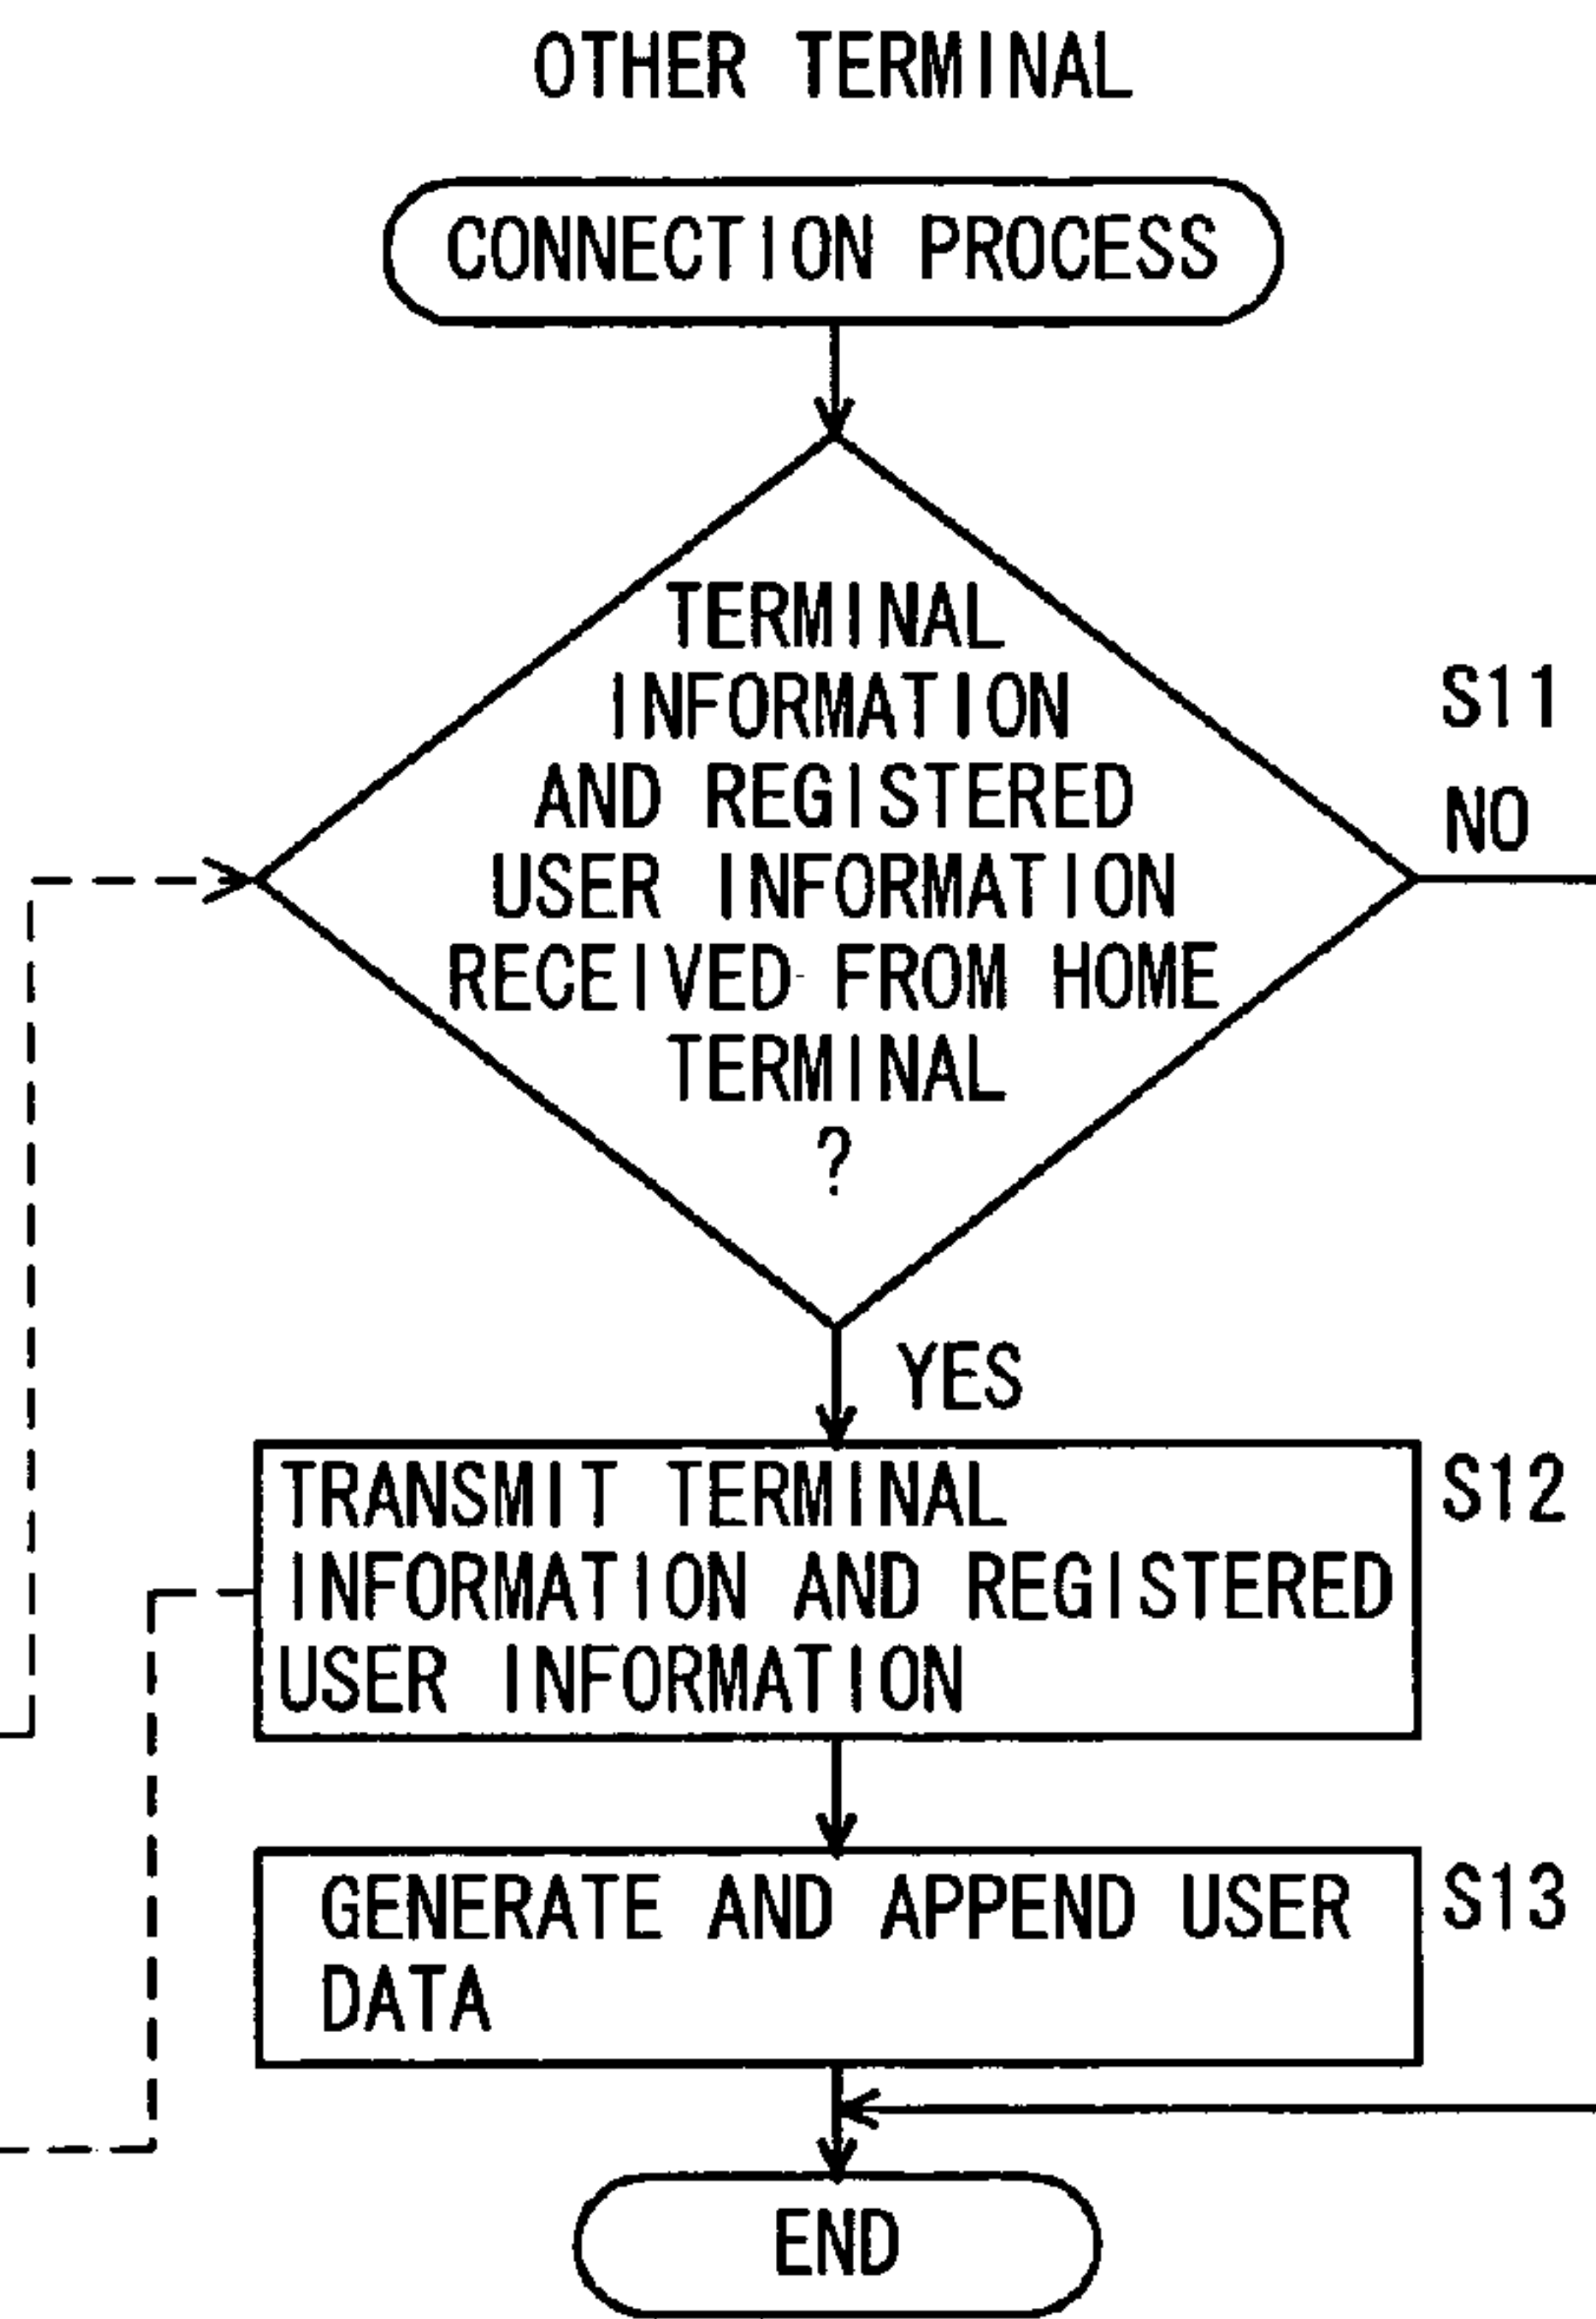 OTHER TERMINAL
CONNECTION PROCESS
TERMINAL
INFORMATION
AND REGISTERED
USER INFORMATION
RECEIVED FROM HOME
TERMINAL
?
S11
NO
YES
TRANSMIT TERMINAL
INFORMATION AND REGISTERED
USER INFORMATION
S12
GENERATE AND APPEND USER
DATA
S13
END